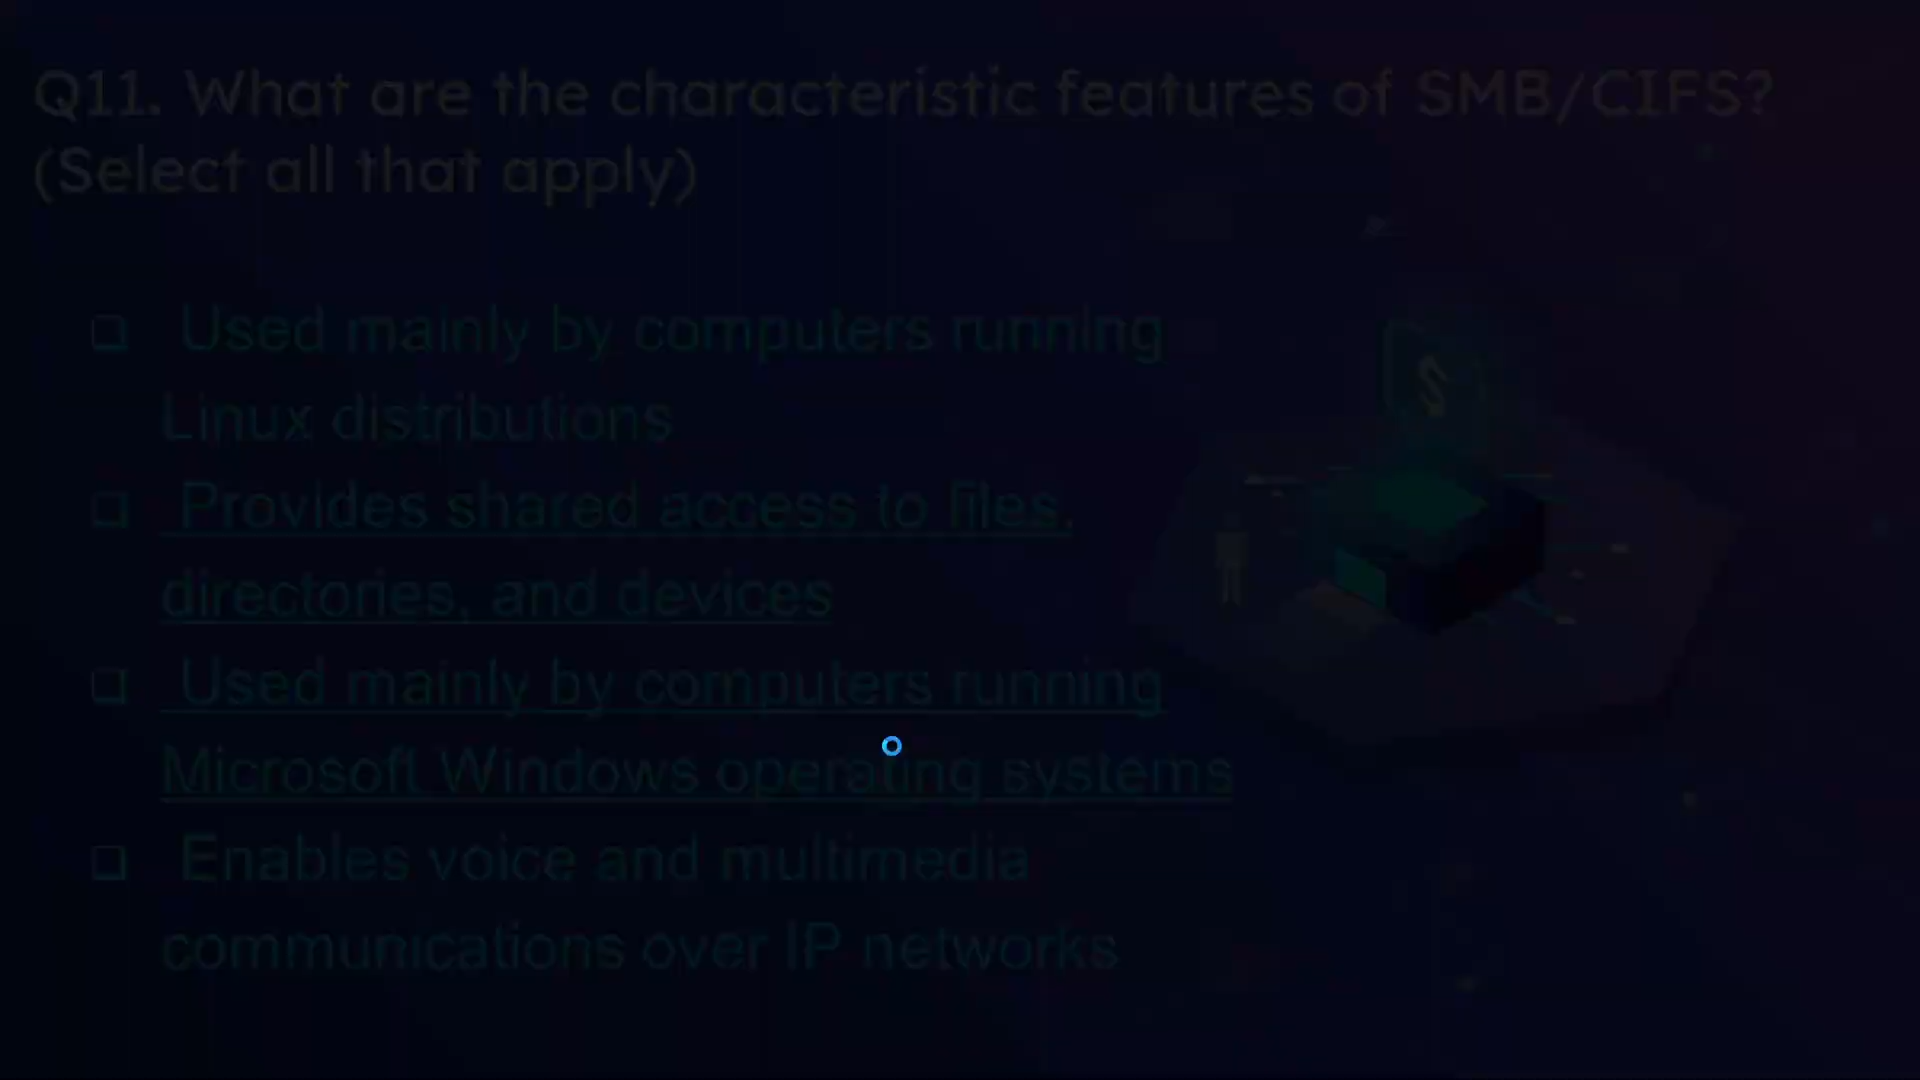 Q11. What are the characteristic features of SMB/CIFS?
(Select all that apply)
Used mainly by computers running
Linux distributions
Provides shared access to files,
directories, and devices
Used mainly by computers running
Microsoft Windows operating systems
Enables voice and multimedia
communications over IP networks
$